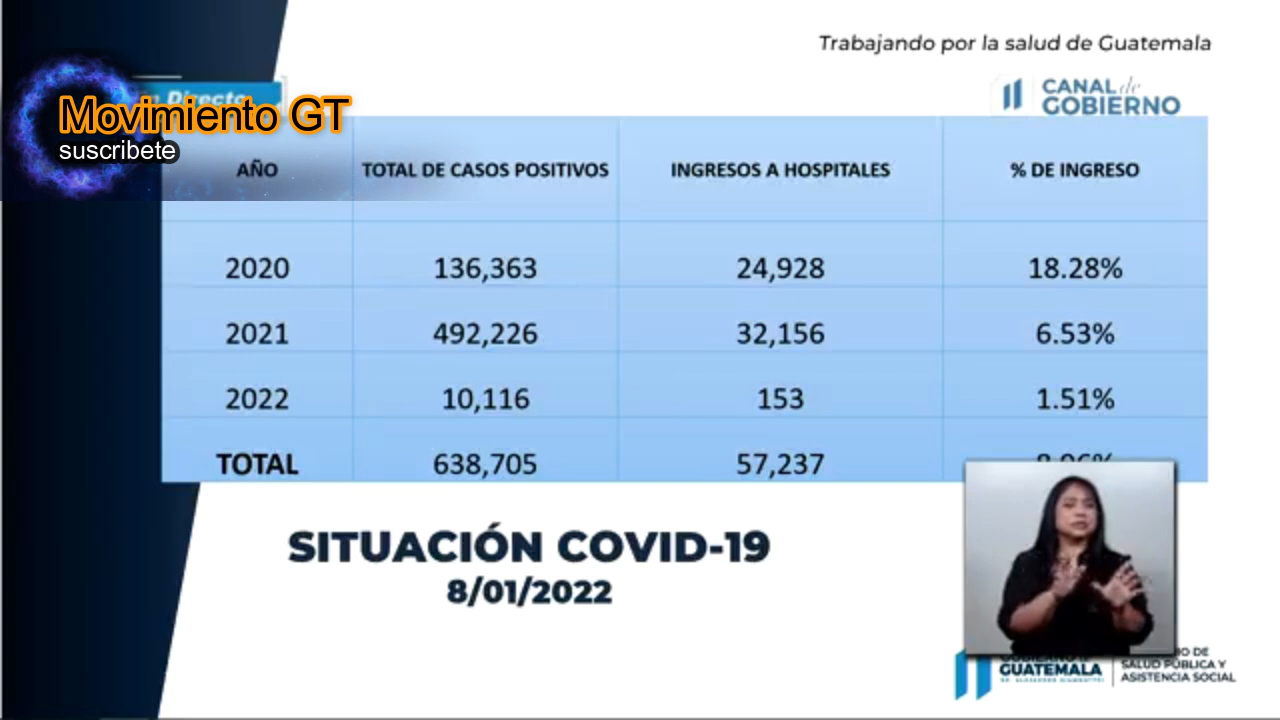 Trabajando por la salud de Guatemala
CANAL de
GOBIERNO
Directo
Movimiento GT
suscribete
AÑO TOTAL DE CASOS POSITIVOS INGRESOS A HOSPITALES % DE INGRESO
2020 136,363 24,928 18.28%
2021 492,226 32,156 6.53%
2022 10,116 153 1.51%
TOTAL 638,705 57,237
SITUACIÓN COVID-19
8/01/2022
GUATEMALA
DE
SALUD PÚBLICA Y
ASISTENCIA SOCIAL